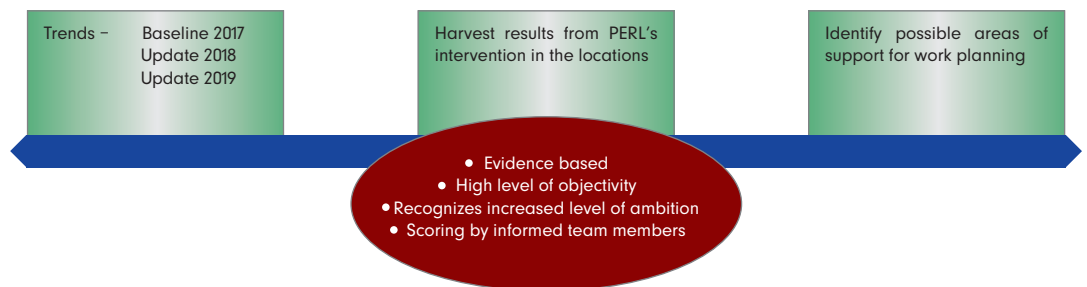 Trends – Baseline 2017
Update 2018
Update 2019
Harvest results from PERL's
intervention in the locations
Identify possible areas of
support for work planning
• Evidence based
• High level of objectivity
• Recognizes increased level of ambition
• Scoring by informed team members